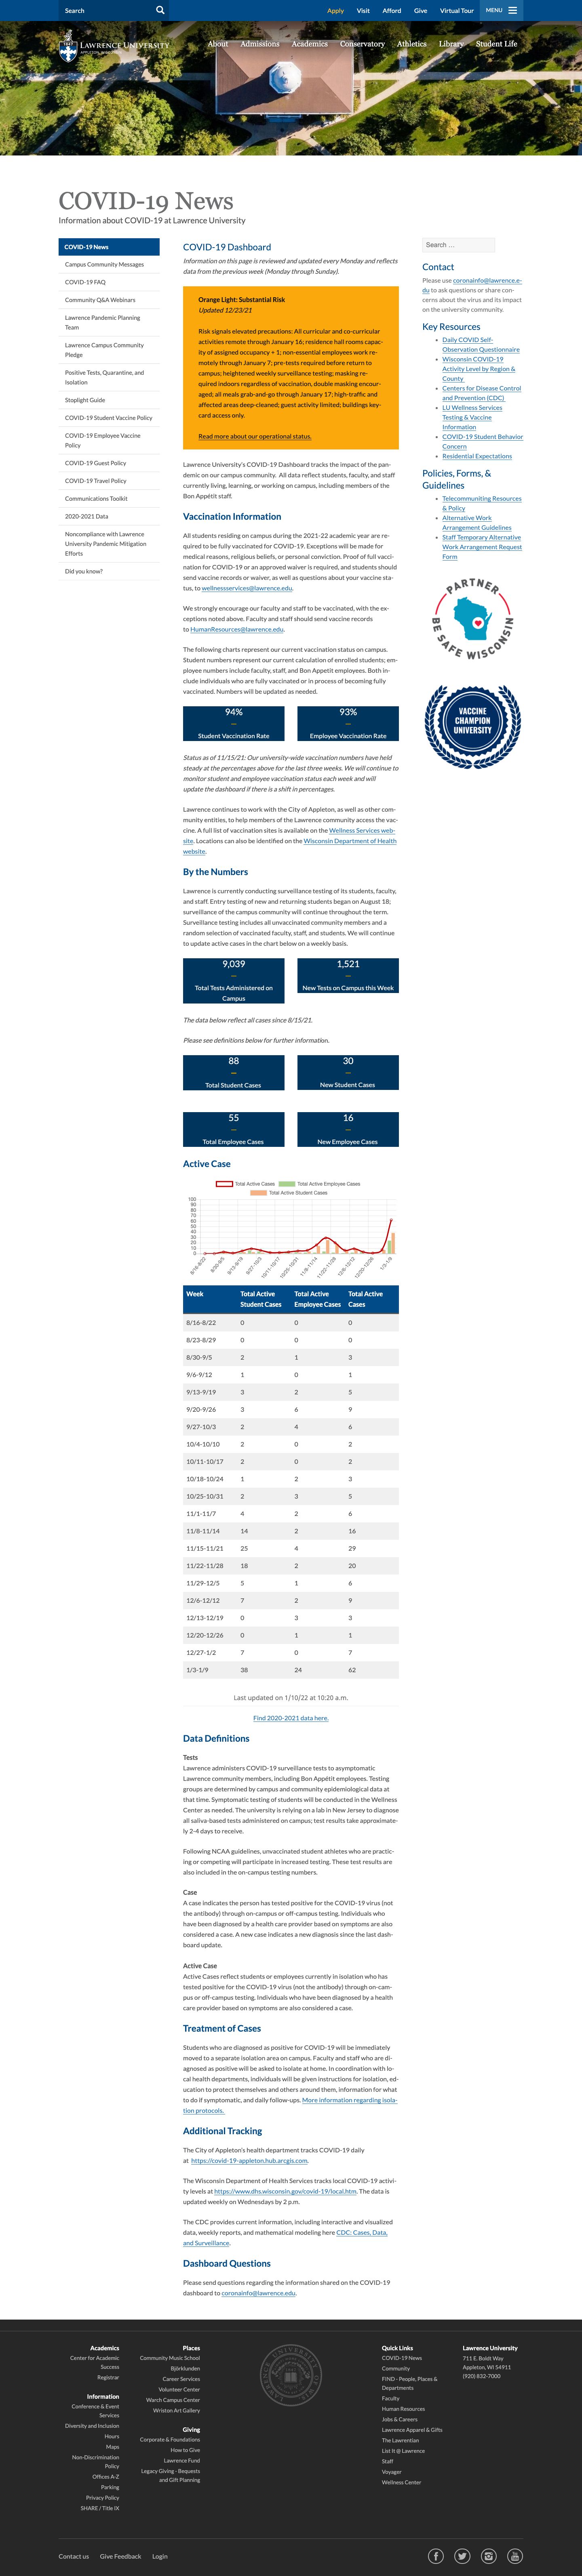 Search
Apply
Visit
Afford
Give
Virtual Tour
MENU
LAWRENCE UNIVERSITY
About
Admissions
Academics
Conservatory
Athletics
Library
Student Life
COVID-19 News
Information about COVID-19 at Lawrence University
COVID-19 News
Campus Community Messages
COVID-19 FAQ
Community Q&A Webinars
Lawrence Pandemic Planning
Team
Lawrence Campus Community
Pledge
Positive Tests, Quarantine, and
Isolation
Stoplight Guide
COVID-19 Student Vaccine Policy
COVID-19 Employee Vaccine
Policy
COVID-19 Guest Policy
COVID-19 Travel Policy
Communications Toolkit
2020-2021 Data
Noncompliance with Lawrence
University Pandemic Mitigation
Efforts
Did you know?
COVID-19 Dashboard
Information on this page is reviewed and updated every Monday and reflects
data from the previous week (Monday through Sunday).
Orange Light: Substantial Risk
Updated 12/23/21
Risk signals elevated precautions: All curricular and co-curricular
activities remote through January 16; residence hall rooms capac-
ity of assigned occupancy + 1; non-essential employees work re-
motely through January 7; pre-tests required prior to return to
campus; heightened weekly surveillance testing; masking re-
quired indoors regardless of vaccination, double masking encour-
aged; all meals grab-and-go through January 17; high-traffic and
affected areas deep-cleaned; guest activity limited; buildings key-
card access only.
Read more about our operational status.
Lawrence University's COVID-19 Dashboard tracks the impact of the pan-
demic on our campus community. All data reflect students, faculty, and staff
currently living, learning, or working on campus, including members of the
Bon Appétit staff.
Vaccination Information
All students residing on campus during the 2021-22 academic year are re-
quired to be fully vaccinated for COVID-19. Exceptions will be made for
medical reasons, religious beliefs, or personal conviction. Proof of full vacci-
nation for COVID-19 or an approved waiver is required, and students should
send vaccine records or waiver, as well as questions about your vaccine sta-
tus, to wellnessservices@lawrence.edu.
We strongly encourage our faculty and staff to be vaccinated, with the ex-
ceptions noted above. Faculty and staff should send vaccine records
to HumanResources@lawrence.edu.
The following charts represent our current vaccination status on campus.
Student numbers represent our current calculation of enrolled students; em-
ployee numbers include faculty, staff, and Bon Appetit employees. Both in-
clude individuals who are fully vaccinated or in process of becoming fully
vaccinated. Numbers will be updated as needed.
94%
Student Vaccination Rate
93%
Employee Vaccination Rate
Status as of 11/15/21: Our university-wide vaccination numbers have held
steady at the percentages above for the last three weeks. We will continue to
monitor student and employee vaccination status each week and will
update the dashboard if there is a shift in percentages.
Lawrence continues to work with the City of Appleton, as well as other com-
munity entities, to help members of the Lawrence community access the vac-
cine. A full list of vaccination sites is available on the Wellness Services web-
site. Locations can also be identified on the Wisconsin Department of Health
website.
By the Numbers
Lawrence is currently conducting surveillance testing of its students, faculty,
and staff. Entry testing of new and returning students began on August 18;
surveillance of the campus community will continue throughout the term.
Surveillance testing includes all unvaccinated community members and a
random selection of vaccinated faculty, staff, and students. We will continue
to update active cases in the chart below on a weekly basis.
9,039
Total Tests Administered on
Campus
1,521
New Tests on Campus this Week
The data below reflect all cases since 8/15/21.
Please see definitions below for further information.
88
Total Student Cases
30
New Student Cases
55
Total Employee Cases
16
New Employee Cases
Active Case
Total Active Cases
Total Active Employee Cases
Total Active Student Cases
100
90
80
70
60
50
40
30
20
10
0
8/16-8/22
8/30-9/5
9/13-9/19
9/27-10/3
10/11-10/17
10/25-10/31
11/8-11/14
11/22-11/28
12/6-12/12
12/20-12/26
1/3-1/9
Week Total Active Student Cases Total Active Employee Cases Total Active Cases
8/16-8/22 0 0 0
8/23-8/29 0 0 0
8/30-9/5 2 1 3
9/6-9/12 1 0 1
9/13-9/19 3 2 5
9/20-9/26 3 6 9
9/27-10/3 2 4 6
10/4-10/10 2 0 2
10/11-10/17 2 0 2
10/18-10/24 1 2 3
10/25-10/31 2 3 5
11/1-11/7 4 2 6
11/8-11/14 14 2 16
11/15-11/21 25 4 29
11/22-11/28 18 2 20
11/29-12/5 5 1 6
12/6-12/12 7 2 9
12/13-12/19 0 3 3
12/20-12/26 0 1 1
12/27-1/2 7 0 7
1/3-1/9 38 24 62
Last updated on 1/10/22 at 10:20 a.m.
Find 2020-2021 data here.
Data Definitions
Tests
Lawrence administers COVID-19 surveillance tests to asymptomatic
Lawrence community members, including Bon Appétit employees. Testing
groups are determined by campus and community epidemiological data at
that time. Symptomatic testing of students will be conducted in the Wellness
Center as needed. The university is relying on a lab in New Jersey to diagnose
all saliva-based tests administered on campus; test results take approximate-
ly 2-4 days to receive.
Following NCAA guidelines, unvaccinated student athletes who are practic-
ing or competing will participate in increased testing. These test results are
also included in the on-campus testing numbers.
Case
A case indicates the person has tested positive for the COVID-19 virus (not
the antibody) through on-campus or off-campus testing. Individuals who
have been diagnosed by a health care provider based on symptoms are also
considered a case. A new case indicates a new diagnosis since the last dash-
board update.
Active Case
Active Cases reflect students or employees currently in isolation who has
tested positive for the COVID-19 virus (not the antibody) through on-cam-
pus or off-campus testing. Individuals who have been diagnosed by a health
care provider based on symptoms are also considered a case.
Treatment of Cases
Students who are diagnosed as positive for COVID-19 will be immediately
moved to a separate isolation area on campus. Faculty and staff who are di-
agnosed as positive will be asked to isolate at home. In coordination with lo-
cal health departments, individuals will be given instructions for isolation, ed-
ucation to protect themselves and others around them, information for what
to do if symptomatic, and daily follow-ups. More information regarding isola-
tion protocols.
Additional Tracking
The City of Appleton's health department tracks COVID-19 daily
at https://covid-19-appleton.hub.arcgis.com.
The Wisconsin Department of Health Services tracks local COVID-19 activi-
ty levels at https://www.dhs.wisconsin.gov/covid-19/local.htm. The data is
updated weekly on Wednesdays by 2 p.m.
The CDC provides current information, including interactive and visualized
data, weekly reports, and mathematical modeling here CDC: Cases, Data,
and Surveillance.
Dashboard Questions
Please send questions regarding the information shared on the COVID-19
dashboard to coronainfo@lawrence.edu.
Search …
Contact
Please use coronainfo@lawrence.e-
du to ask questions or share con-
cerns about the virus and its impact
on the university community.
Key Resources
Daily COVID Self-
Observation Questionnaire
Wisconsin COVID-19
Activity Level by Region &
County
Centers for Disease Control
and Prevention (CDC)
LU Wellness Services
Testing & Vaccine
Information
COVID-19 Student Behavior
Concern
Residential Expectations
Policies, Forms, &
Guidelines
Telecommuniting Resources
& Policy
Alternative Work
Arrangement Guidelines
Staff Temporary Alternative
Work Arrangement Request
Form
PARTNER
BE SAFE WISCONSIN
VACCINE
CHAMPION
UNIVERSITY
Academics
Center for Academic
Success
Registrar
Information
Conference & Event
Services
Diversity and Inclusion
Hours
Maps
Non-Discrimination
Policy
Offices A-Z
Parking
Privacy Policy
SHARE / Title IX
Places
Community Music School
Björklunden
Career Services
Volunteer Center
Warch Campus Center
Wriston Art Gallery
Giving
Corporate & Foundations
How to Give
Lawrence Fund
Legacy Giving - Bequests
and Gift Planning
Quick Links
COVID-19 News
Community
FIND - People, Places &
Departments
Faculty
Human Resources
Jobs & Careers
Lawrence Apparel & Gifts
The Lawrentian
List It @ Lawrence
Staff
Voyager
Wellness Center
Lawrence University
711 E. Boldt Way
Appleton, WI 54911
(920) 832-7000
Contact us
Give Feedback
Login